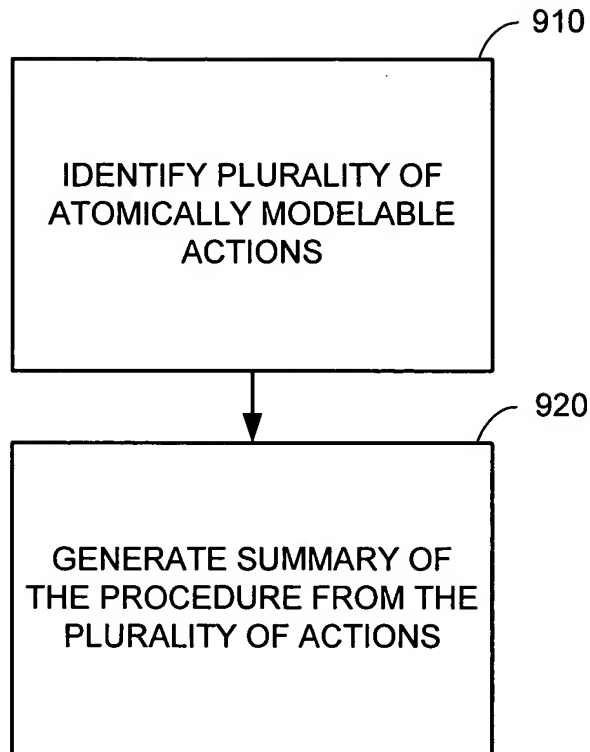 910
IDENTIFY PLURALITY OF
ATOMICALLY MODELABLE
ACTIONS
920
GENERATE SUMMARY OF
THE PROCEDURE FROM THE
PLURALITY OF ACTIONS